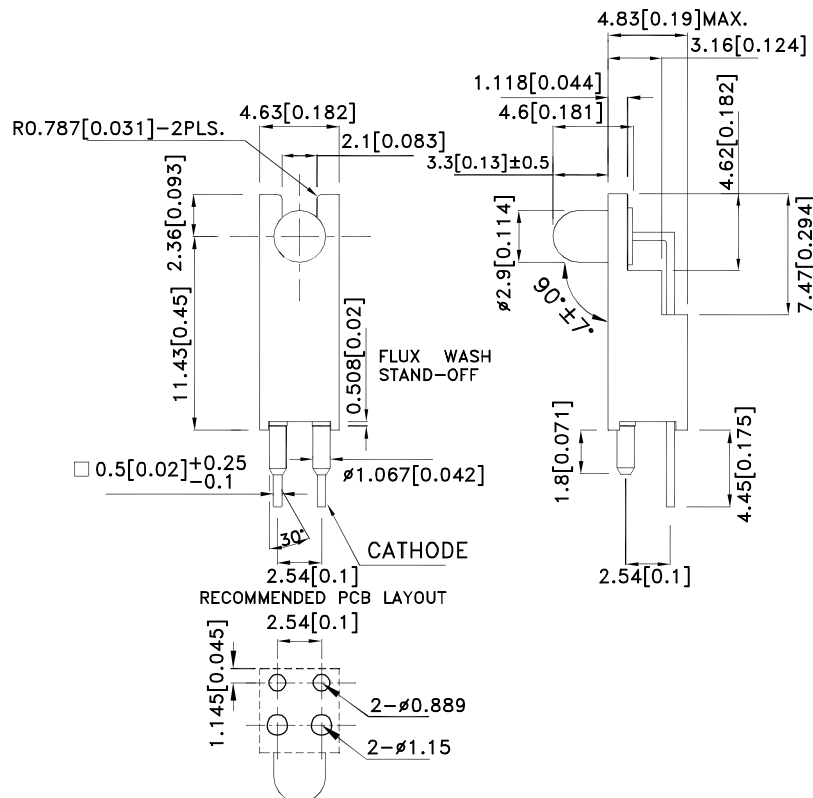 4.83[0.19]MAX.
3.16[0.124]
1.118[0.044]
4.63[0.182]
4.6[0.181]
4.62[0.182]
R0.787[0.031]-2PLS.
2.1[0.083]
3.3[0.13]±0.5
2.36[0.093]
ø2.9[0.114]
7.47[0.294]
90°±7°
11.43[0.45]
0.508[0.02]
FLUX WASH
STAND-OFF
1.8[0.071]
4.45[0.175]
□ 0.5[0.02]+0.25
-0.1
ø1.067[0.042]
30°
CATHODE
2.54[0.1]
2.54[0.1]
RECOMMENDED PCB LAYOUT
2.54[0.1]
1.145[0.045]
2-ø0.889
2-ø1.15